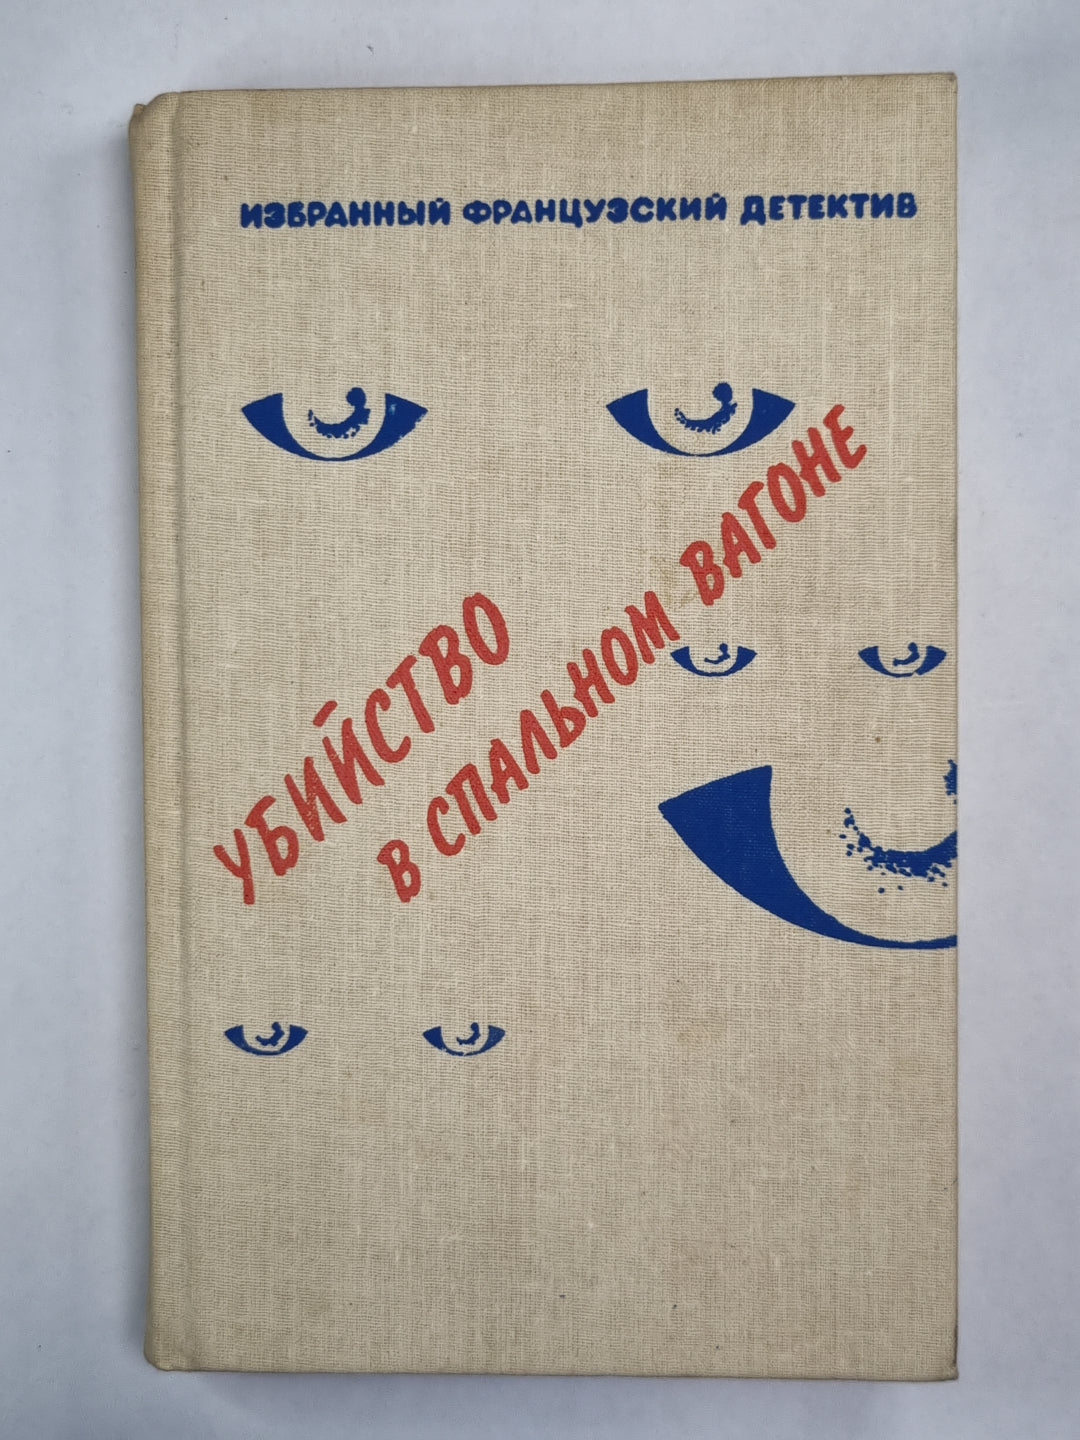 ИЗБРАННЫЙ ФРАНЦУЗСКИЙ ДЕТЕКТИВ
УБИЙСТВО
В СПАЛЬНОМ ВАГОНЕ